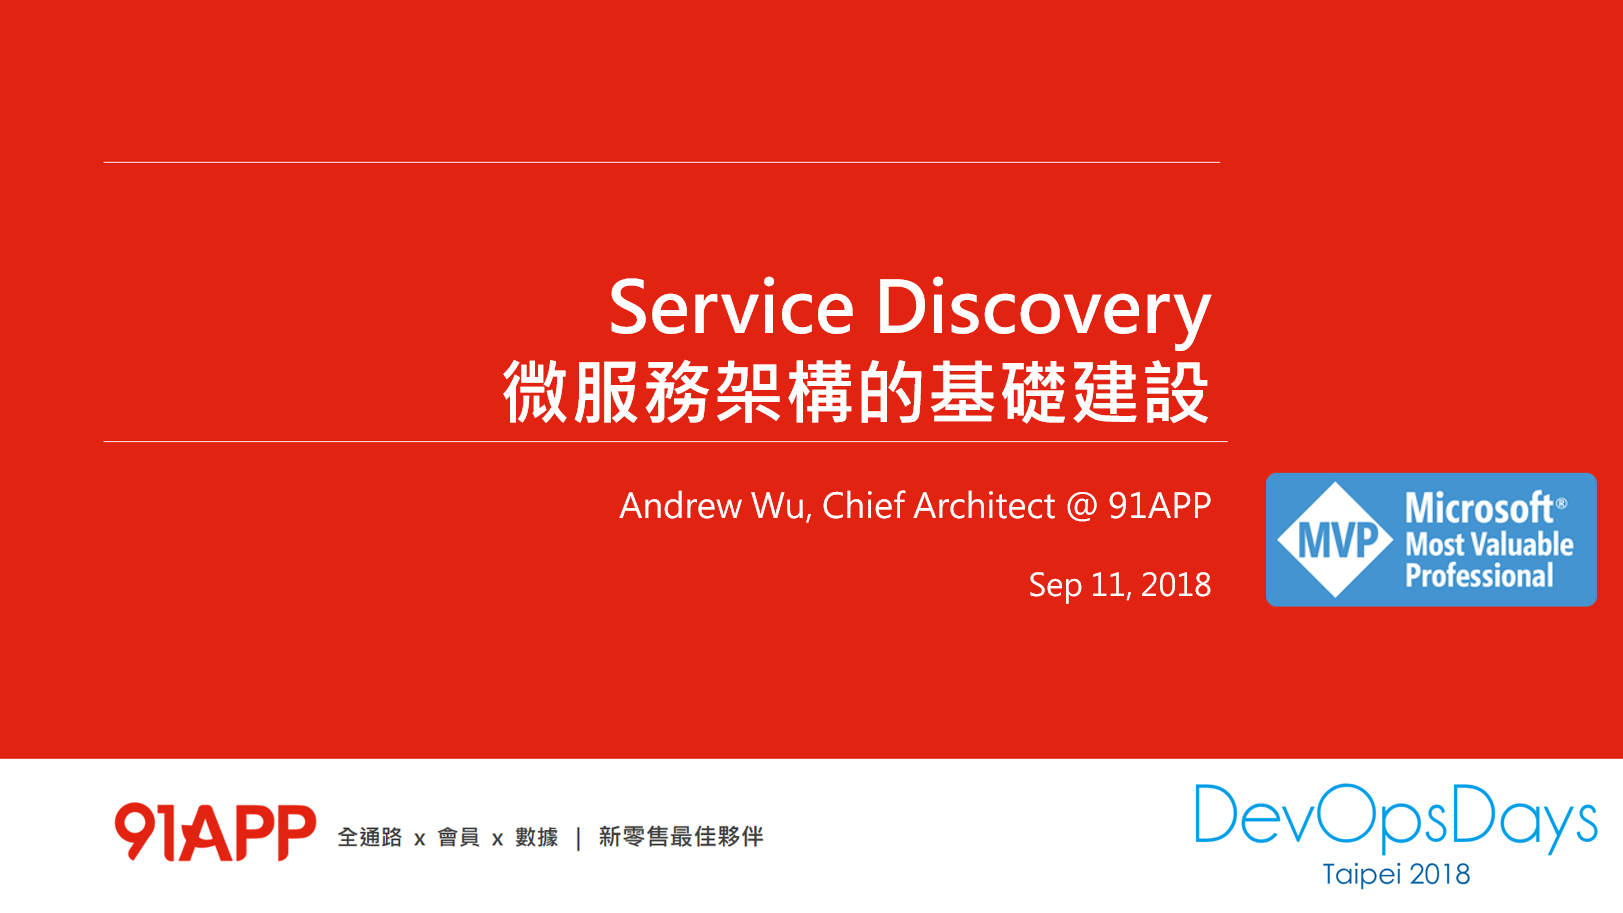 Service Discovery
微服務架構的基礎建設
Andrew Wu, Chief Architect @ 91APP
Sep 11, 2018
MVP
Microsoft®
Most Valuable
Professional
91APP 全通路 x 會員 x 數據 | 新零售最佳夥伴
DevOpsDays
Taipei 2018